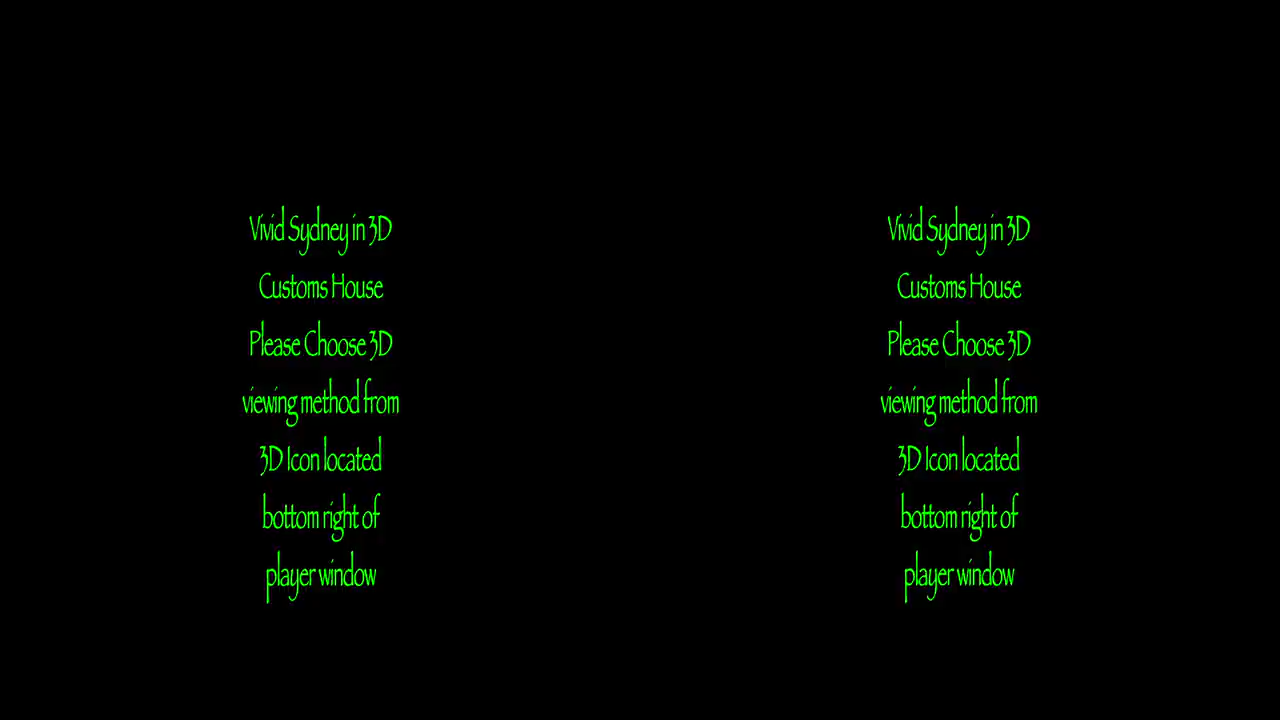 Vivid Sydney in 3D
Customs House
Please Choose 3D
viewing method from
3D Icon located
bottom right of
player window
Vivid Sydney in 3D
Customs House
Please Choose 3D
viewing method from
3D Icon located
bottom right of
player window